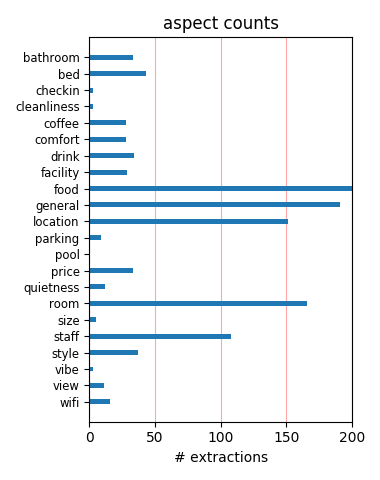 aspect counts
bathroom
bed
checkin
cleanliness
coffee
comfort
drink
facility
food
general
location
parking
pool
price
quietness
room
size
staff
style
vibe
view
wifi
0 50 100 150 200
# extractions